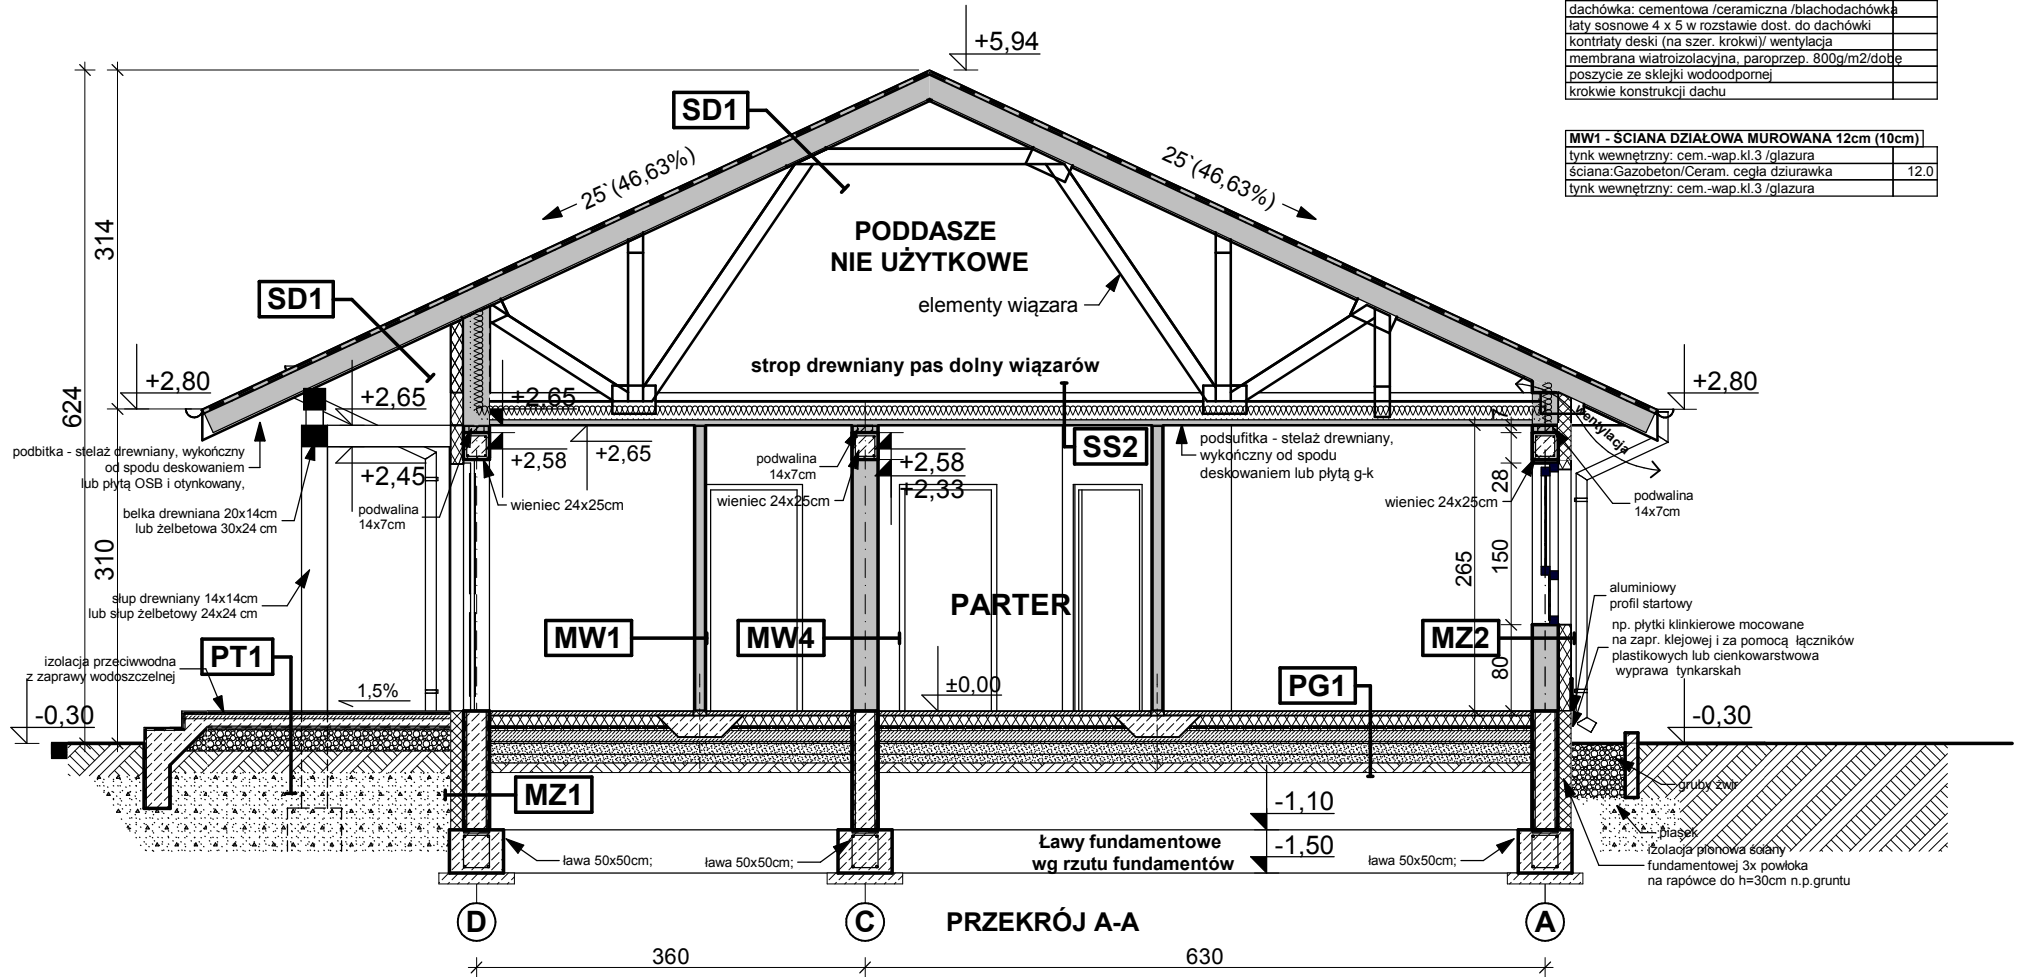 dachówka: cementowa /ceramiczna /blachodachówka
łaty sosnowe 4 x 5 w rozstawie dost. do dachówki
kontrłaty deski (na szer. krokwi)/ wentylacja
membrana wiatroizolacyjna, paroprzep. 800g/m2/dobę
poszycie ze sklejki wodoodpornej
krokwie konstrukcji dachu
MW1 - ŚCIANA DZIAŁOWA MUROWANA 12cm (10cm)
tynk wewnętrzny: cem.-wap.kl.3 /glazura
ściana:Gazobeton/Ceram. cegła dziurawka 12.0
tynk wewnętrzny: cem.-wap.kl.3 /glazura
+5,94
SD1
25`(46,63%)
25`(46,63%)
314
PODDASZE
NIE UŻYTKOWE
SD1
elementy wiązara
strop drewniany pas dolny wiązarów
624
+2,80
+2,65
+2,65
+2,80
7
wentylacja
podbitka - stelaż drewniany, wykończny
od spodu deskowaniem
lub płytą OSB i otynkowany,
+2,45
+2,58
+2,65
podwalina
14x7cm
+2,58
+2,33
SS2
podsufitka - stelaż drewniany,
wykończny od spodu
deskowaniem lub płytą g-k
28
belka drewniana 20x14cm
lub żelbetowa 30x24 cm
podwalina
14x7cm
wieniec 24x25cm
wieniec 24x25cm
wieniec 24x25cm
podwalina
14x7cm
310
265
150
słup drewniany 14x14cm
lub słup żelbetowy 24x24 cm
PARTER
aluminiowy
profil startowy
PT1
MW1
MW4
MZ2
np. płytki klinkierowe mocowane
na zapr. klejowej i za pomocą łączników
plastikowych lub cienkowarstwowa
wyprawa tynkarskah
izolacja przeciwwodna
z zaprawy wodoszczelnej
1,5%
±0,00
PG1
80
-0,30
-0,30
MZ1
gruby żwir
-1,10
piasek
Ławy fundamentowe
wg rzutu fundamentów
-1,50
ława 50x50cm;
ława 50x50cm;
ława 50x50cm;
izolacja pionowa ściany
fundamentowej 3x powłoka
na rapówce do h=30cm n.p.gruntu
D
C
PRZEKRÓJ A-A
A
360
630